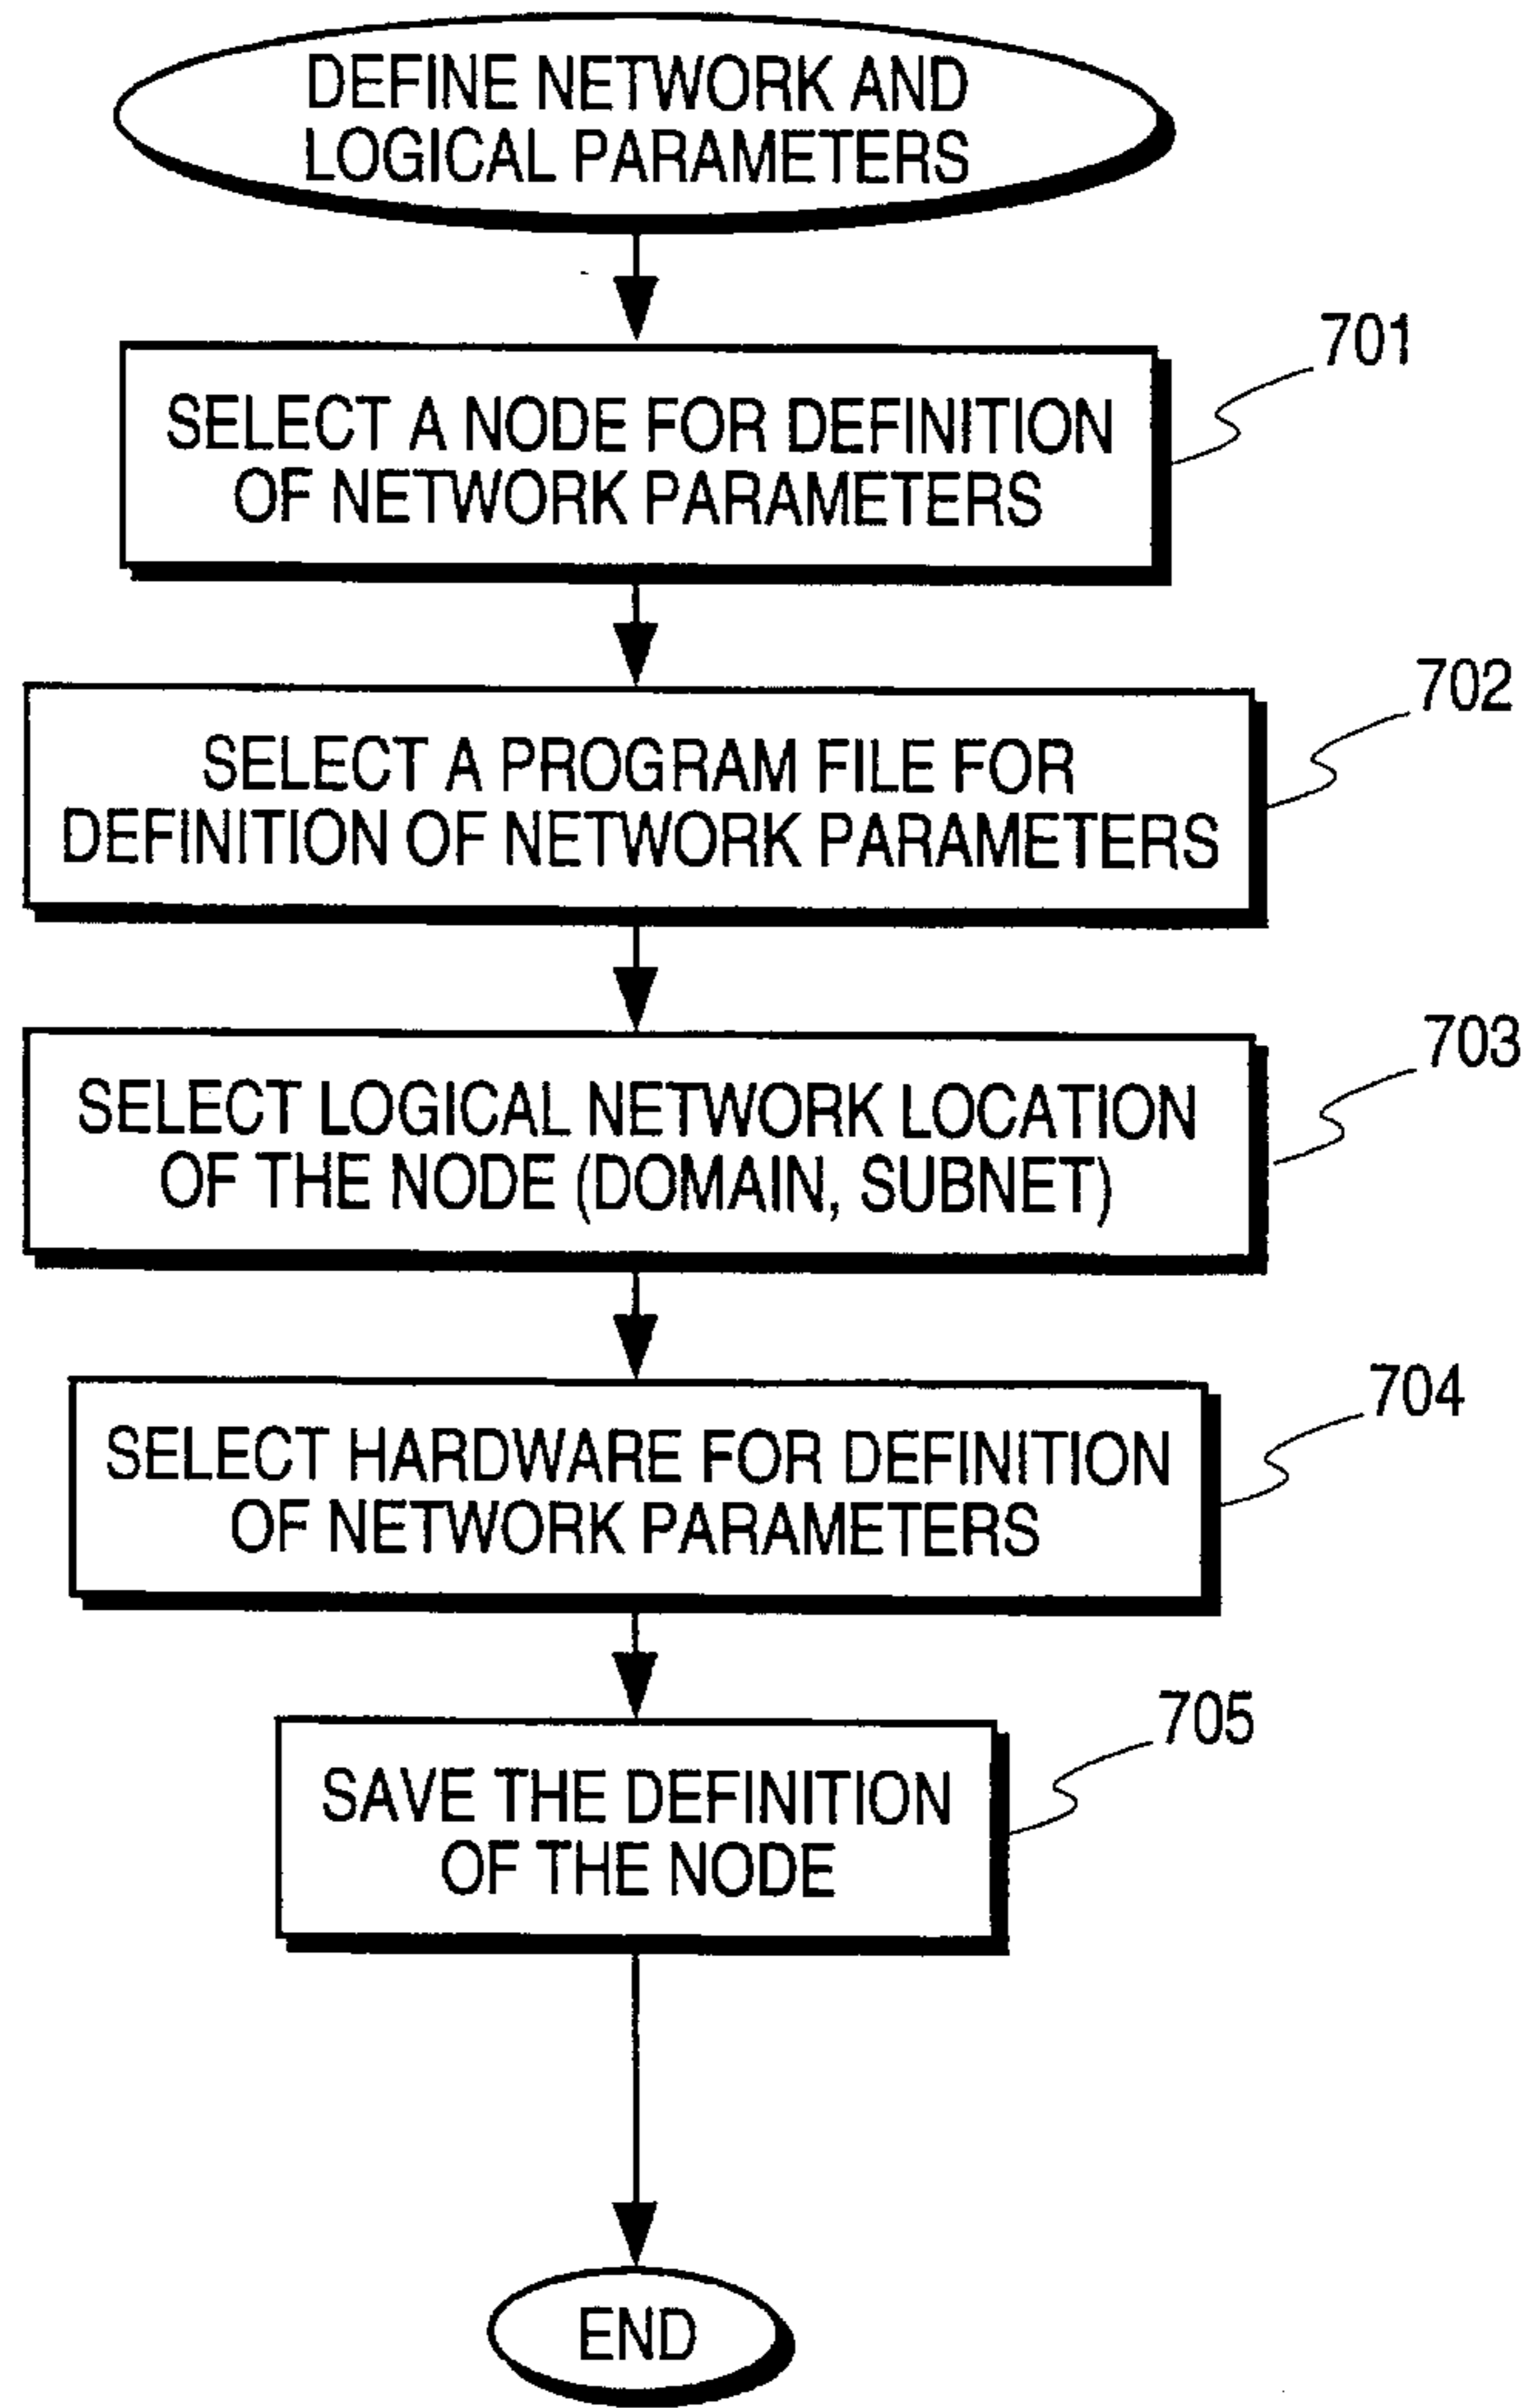 DEFINE NETWORK AND
LOGICAL PARAMETERS
701
SELECT A NODE FOR DEFINITION
OF NETWORK PARAMETERS
702
SELECT A PROGRAM FILE FOR
DEFINITION OF NETWORK PARAMETERS
703
SELECT LOGICAL NETWORK LOCATION
OF THE NODE (DOMAIN, SUBNET)
704
SELECT HARDWARE FOR DEFINITION
OF NETWORK PARAMETERS
705
SAVE THE DEFINITION
OF THE NODE
END